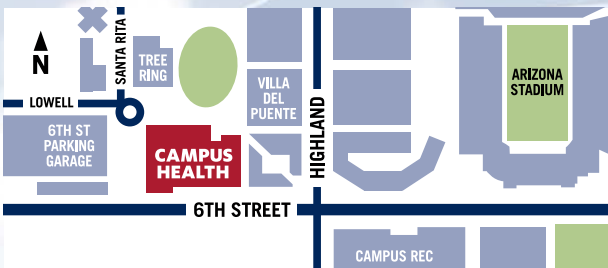 N
SANTA RITA
TREE
RING
LOWELL
6TH ST
PARKING
GARAGE
CAMPUS
HEALTH
VILLA
DEL
PUENTE
HIGHLAND
ARIZONA
STADIUM
6TH STREET
CAMPUS REC